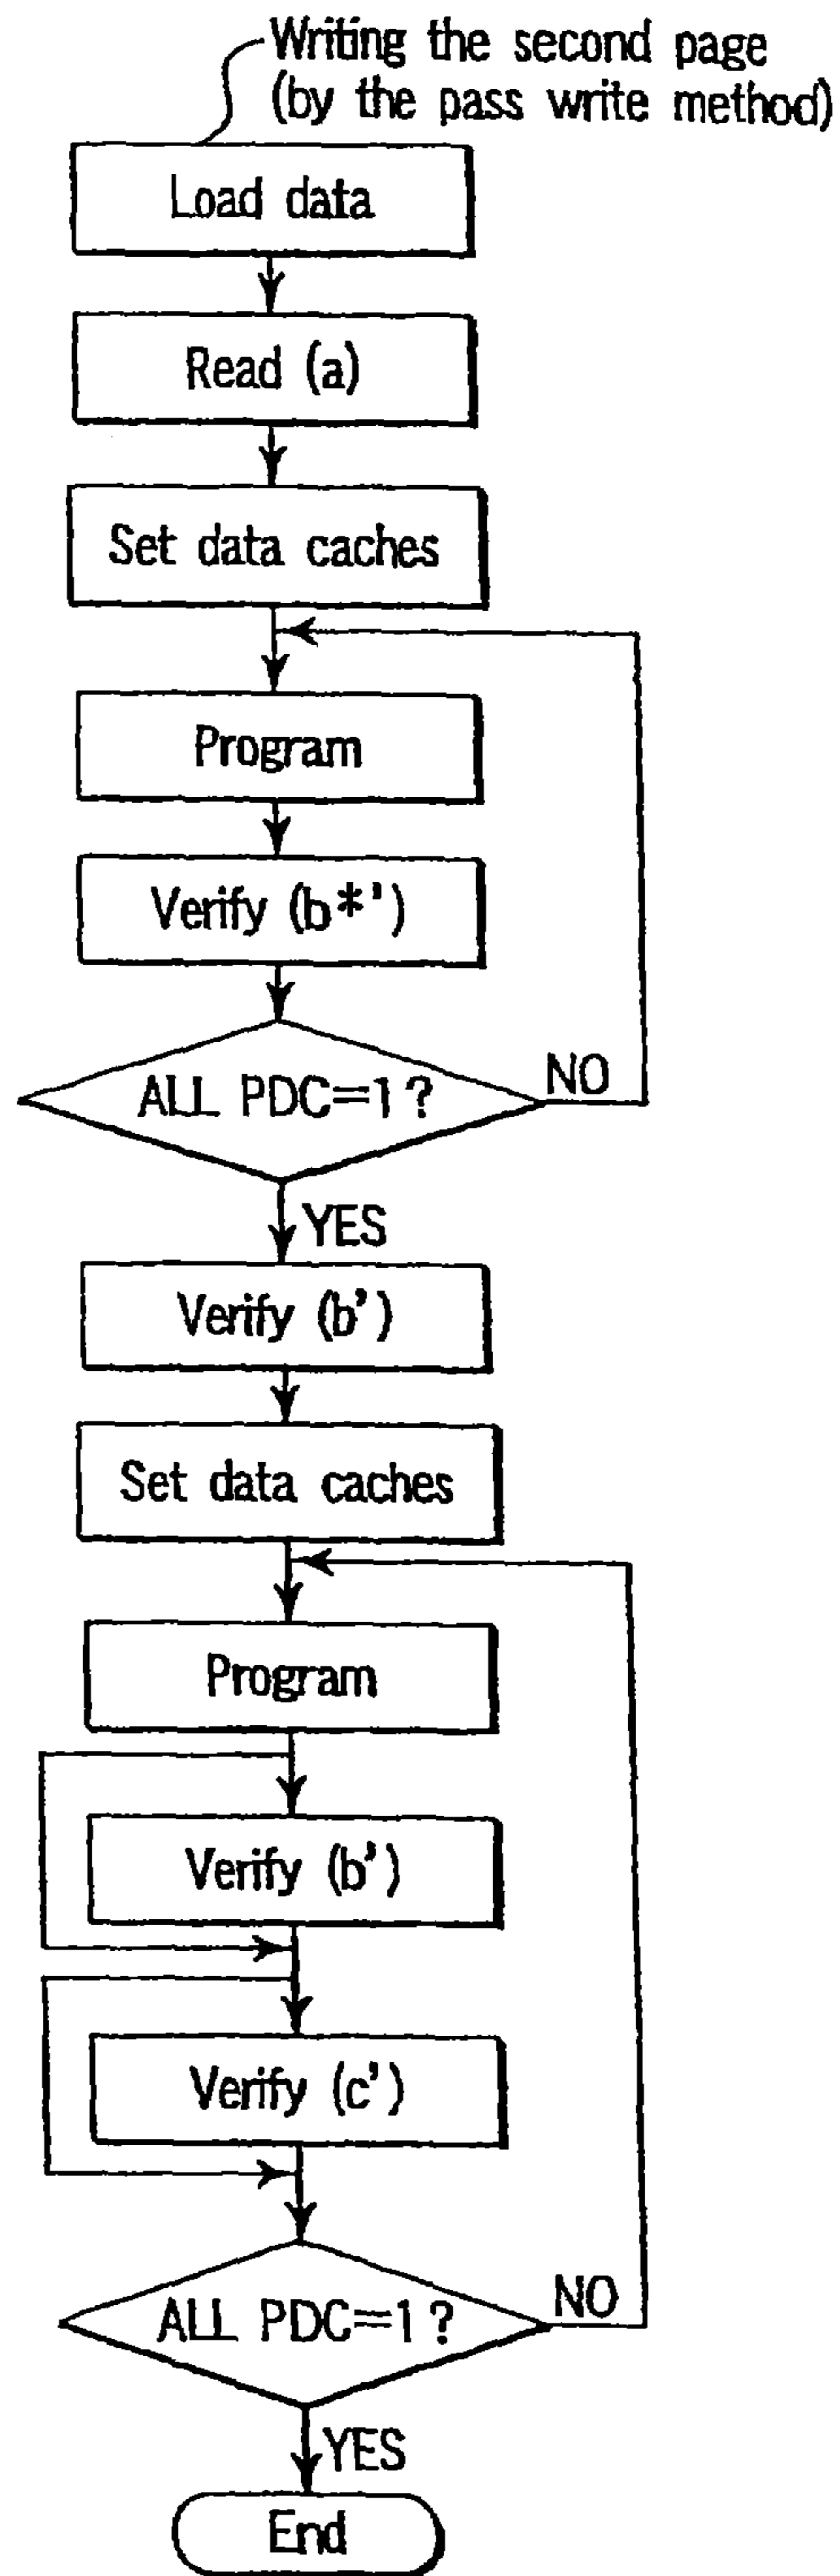 Writing the second page
(by the pass write method)
Load data
Read (a)
Set data caches
Program
Verify (b*')
ALL PDC=1?
NO
YES
Verify (b')
Set data caches
Program
Verify (b')
Verify (c')
ALL PDC=1?
NO
YES
End